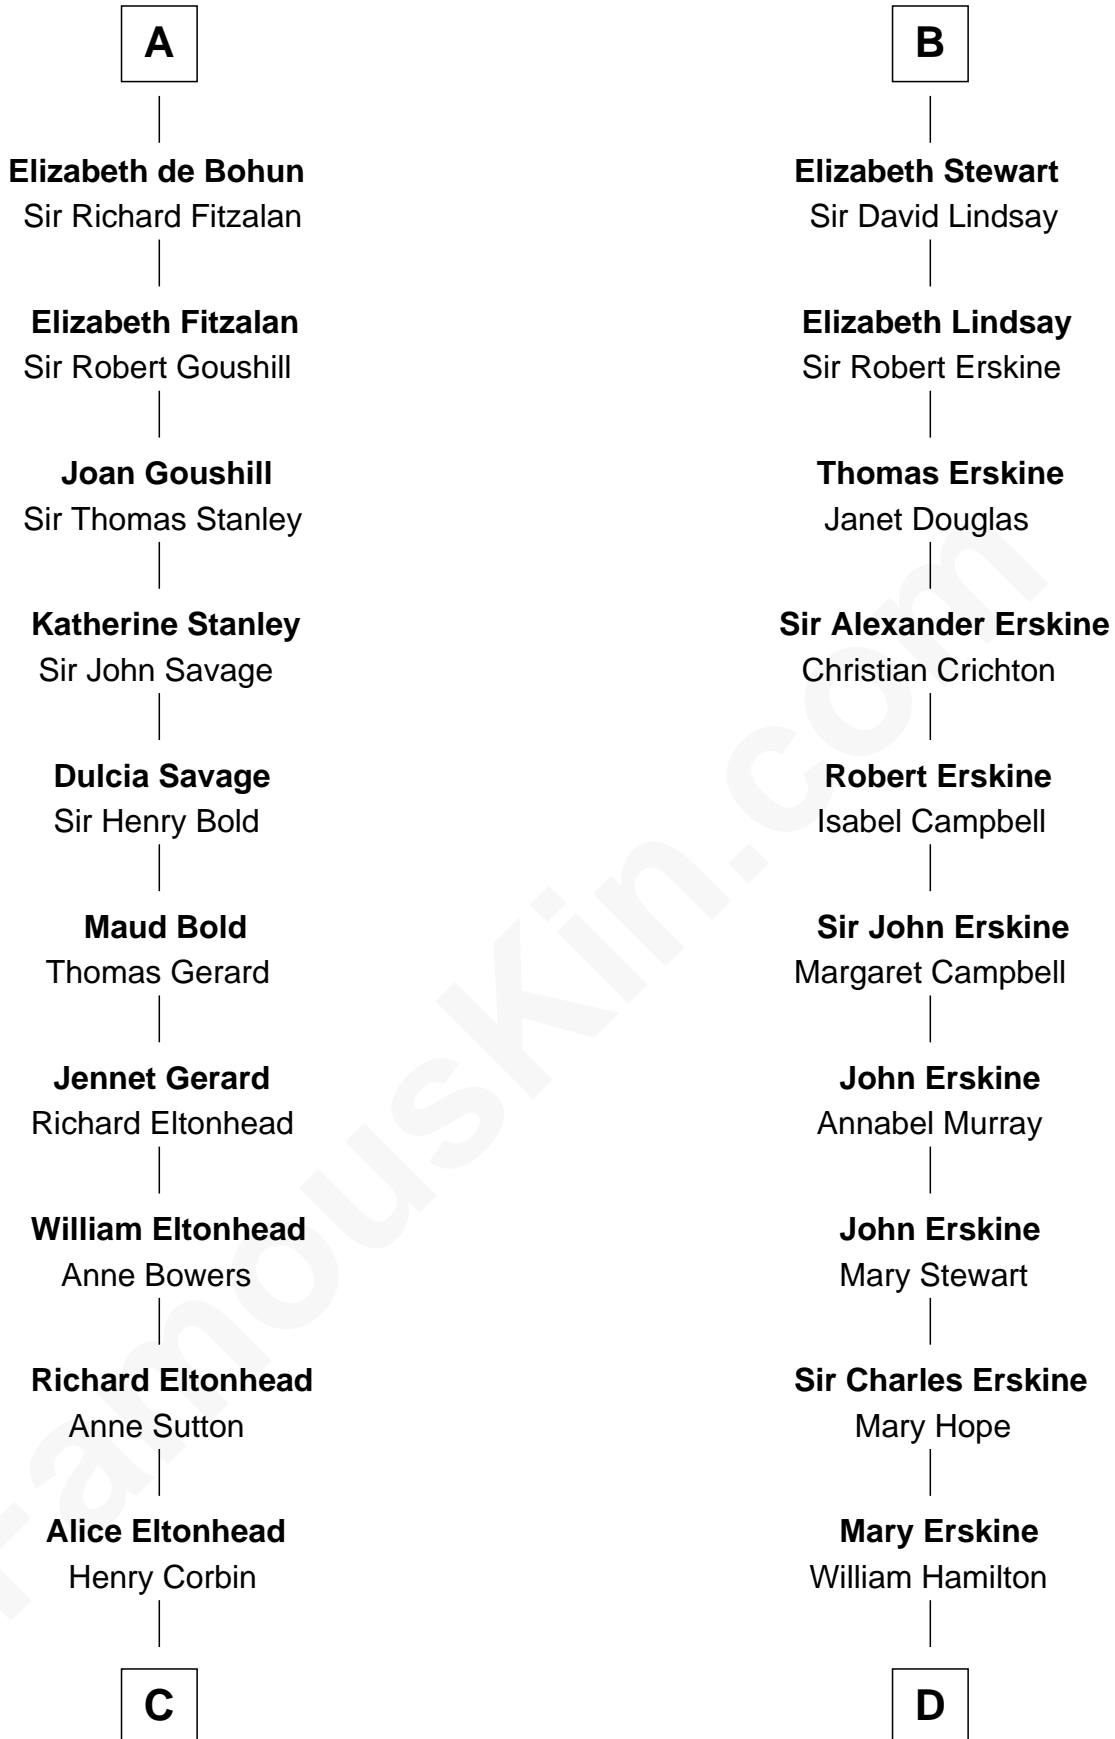 A
Elizabeth de Bohun
Sir Richard Fitzalan
Elizabeth Fitzalan
Sir Robert Goushill
Joan Goushill
Sir Thomas Stanley
Katherine Stanley
Sir John Savage
Dulcia Savage
Sir Henry Bold
Maud Bold
Thomas Gerard
Jennet Gerard
Richard Eltonhead
William Eltonhead
Anne Bowers
Richard Eltonhead
Anne Sutton
Alice Eltonhead
Henry Corbin
C
B
Elizabeth Stewart
Sir David Lindsay
Elizabeth Lindsay
Sir Robert Erskine
Thomas Erskine
Janet Douglas
Sir Alexander Erskine
Christian Crichton
Robert Erskine
Isabel Campbell
Sir John Erskine
Margaret Campbell
John Erskine
Annabel Murray
John Erskine
Mary Stewart
Sir Charles Erskine
Mary Hope
Mary Erskine
William Hamilton
D
FamousKin.com